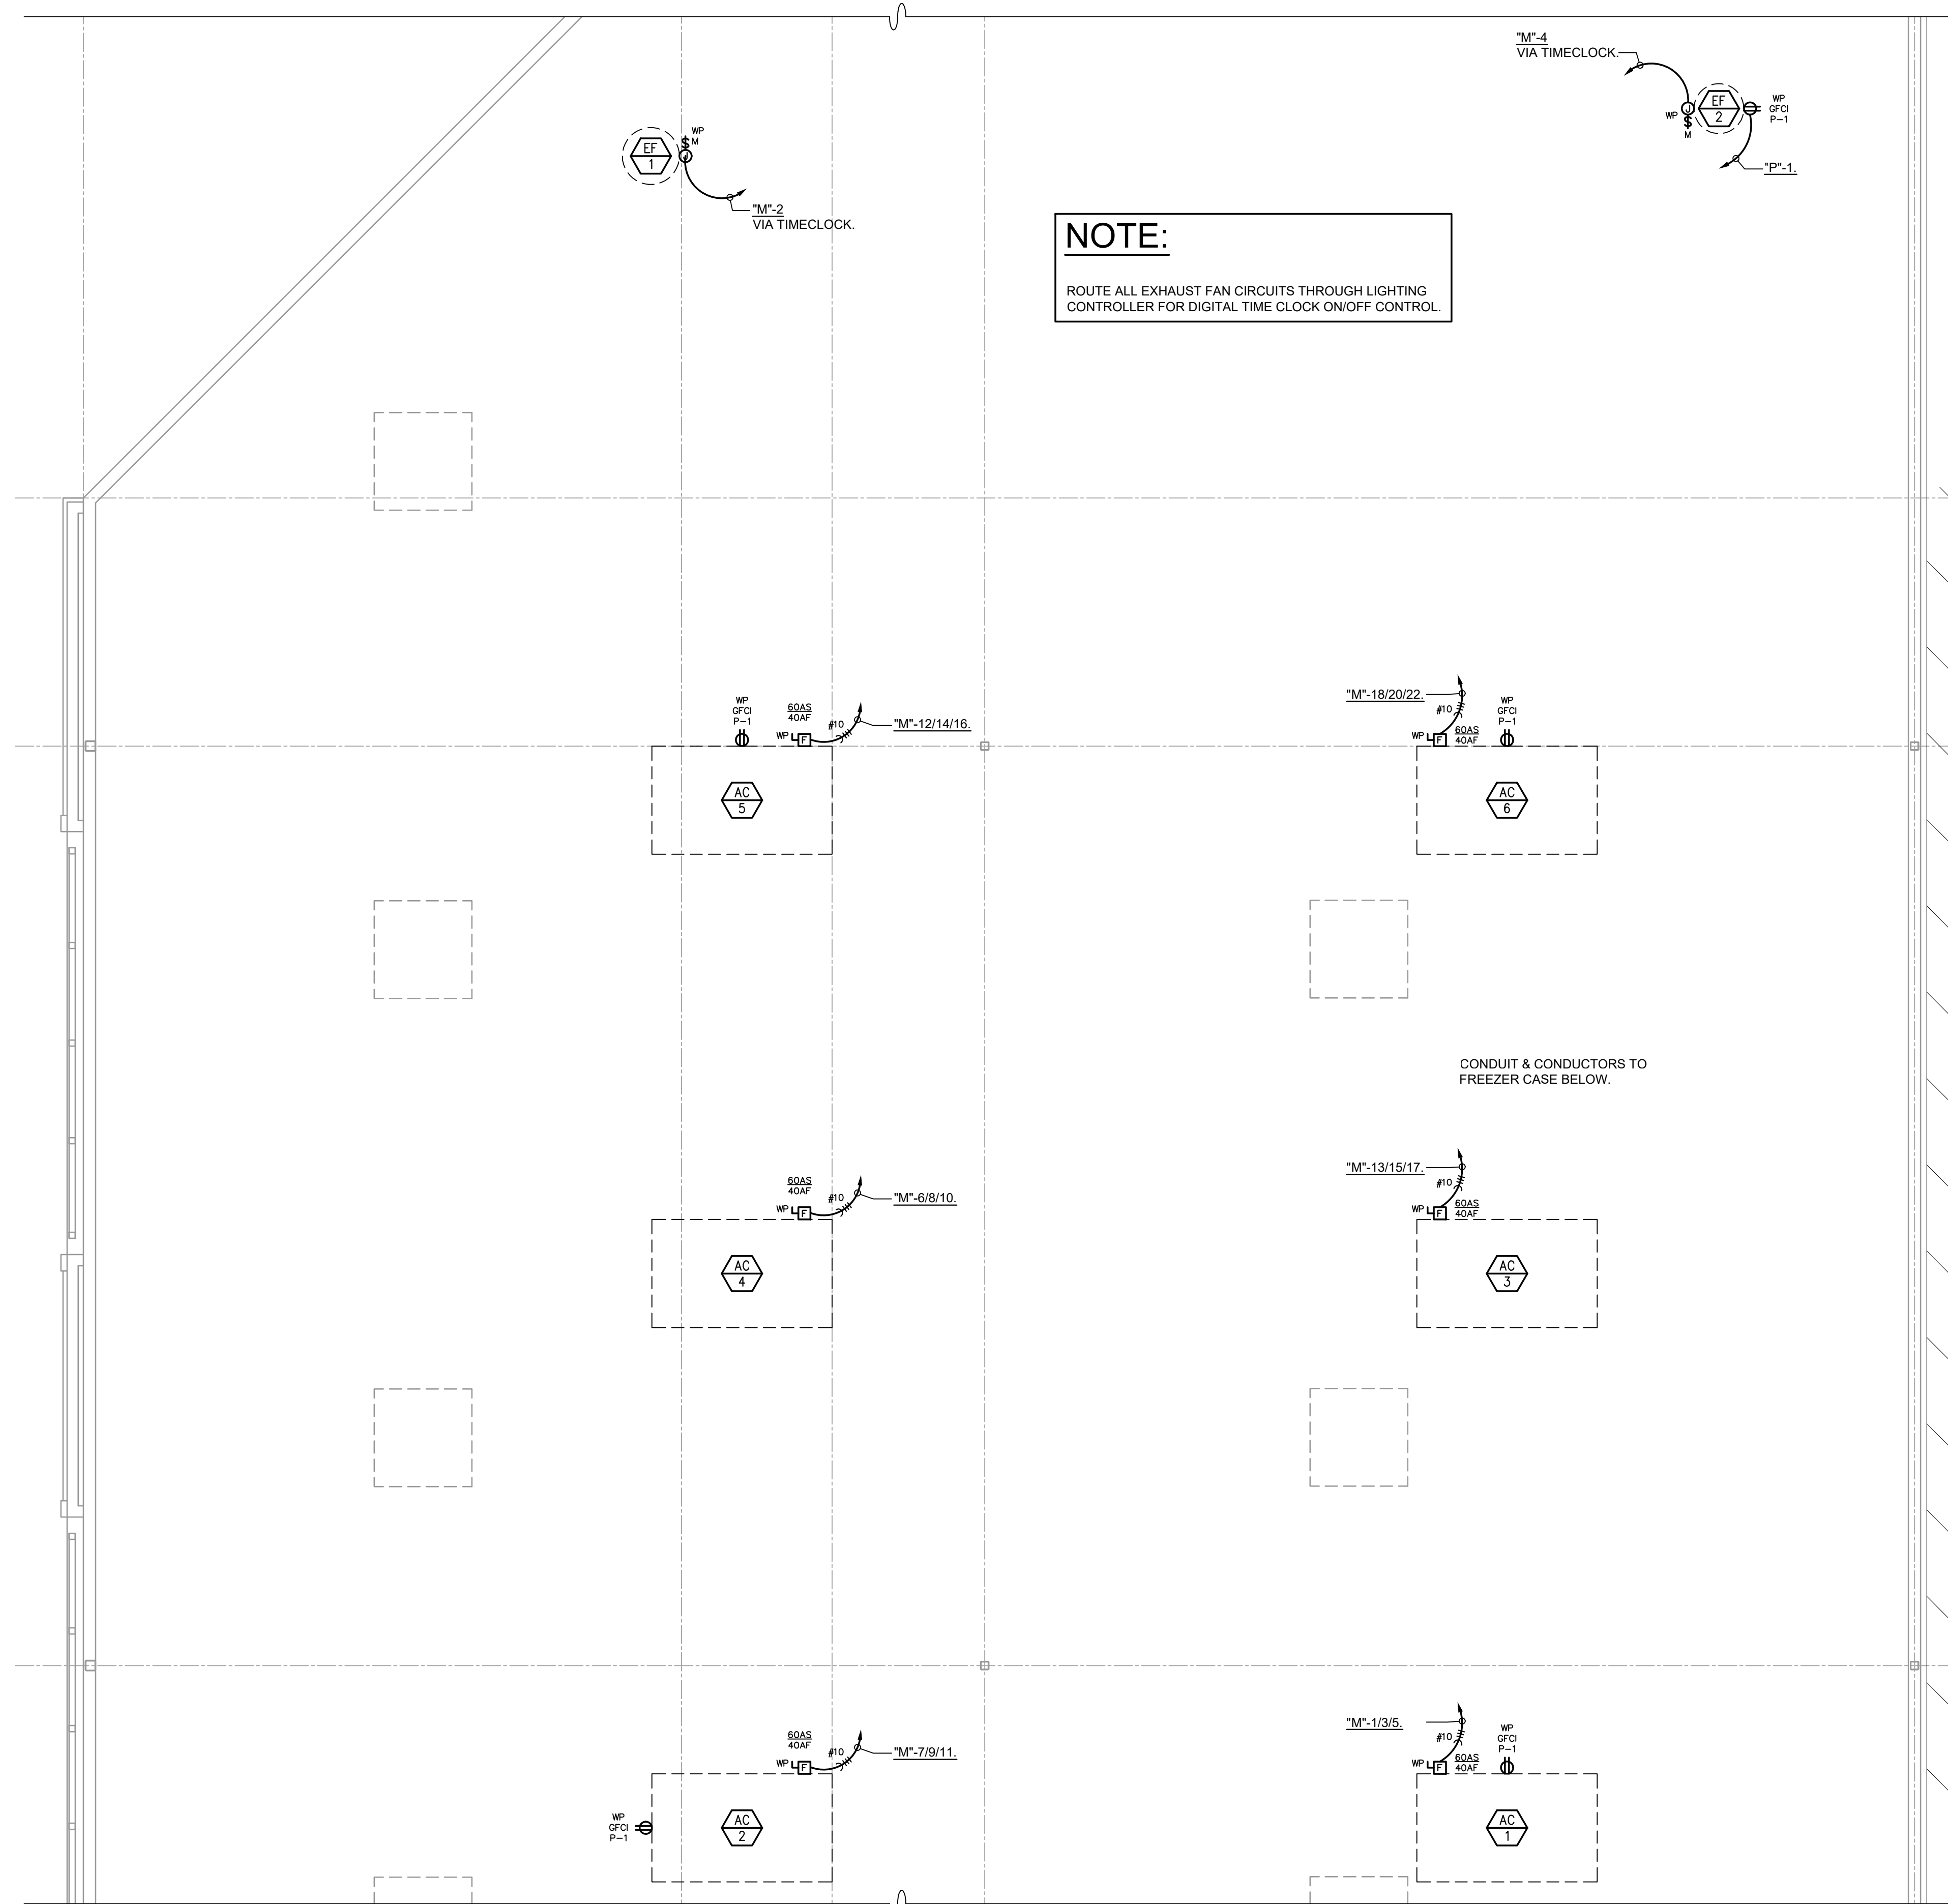 "M"-4
VIA TIMECLOCK.
WP
GFCI
P-1
EF
2
J
WP
$
M
"P"-1.
WP
$
M
EF
1
"M"-2
VIA TIMECLOCK.
NOTE:
ROUTE ALL EXHAUST FAN CIRCUITS THROUGH LIGHTING
CONTROLLER FOR DIGITAL TIME CLOCK ON/OFF CONTROL.
WP
GFCI
P-1
60AS
40AF
#10
"M"-12/14/16.
WP
F
AC
5
"M"-18/20/22.
#10
WP
GFCI
P-1
60AS
40AF
WP
F
AC
6
CONDUIT & CONDUCTORS TO
FREEZER CASE BELOW.
60AS
40AF
#10
"M"-6/8/10.
WP
F
AC
4
"M"-13/15/17.
#10
60AS
40AF
WP
F
AC
3
60AS
40AF
#10
"M"-7/9/11.
WP
F
WP
GFCI
P-1
AC
2
"M"-1/3/5.
#10
WP
GFCI
P-1
60AS
40AF
WP
F
AC
1